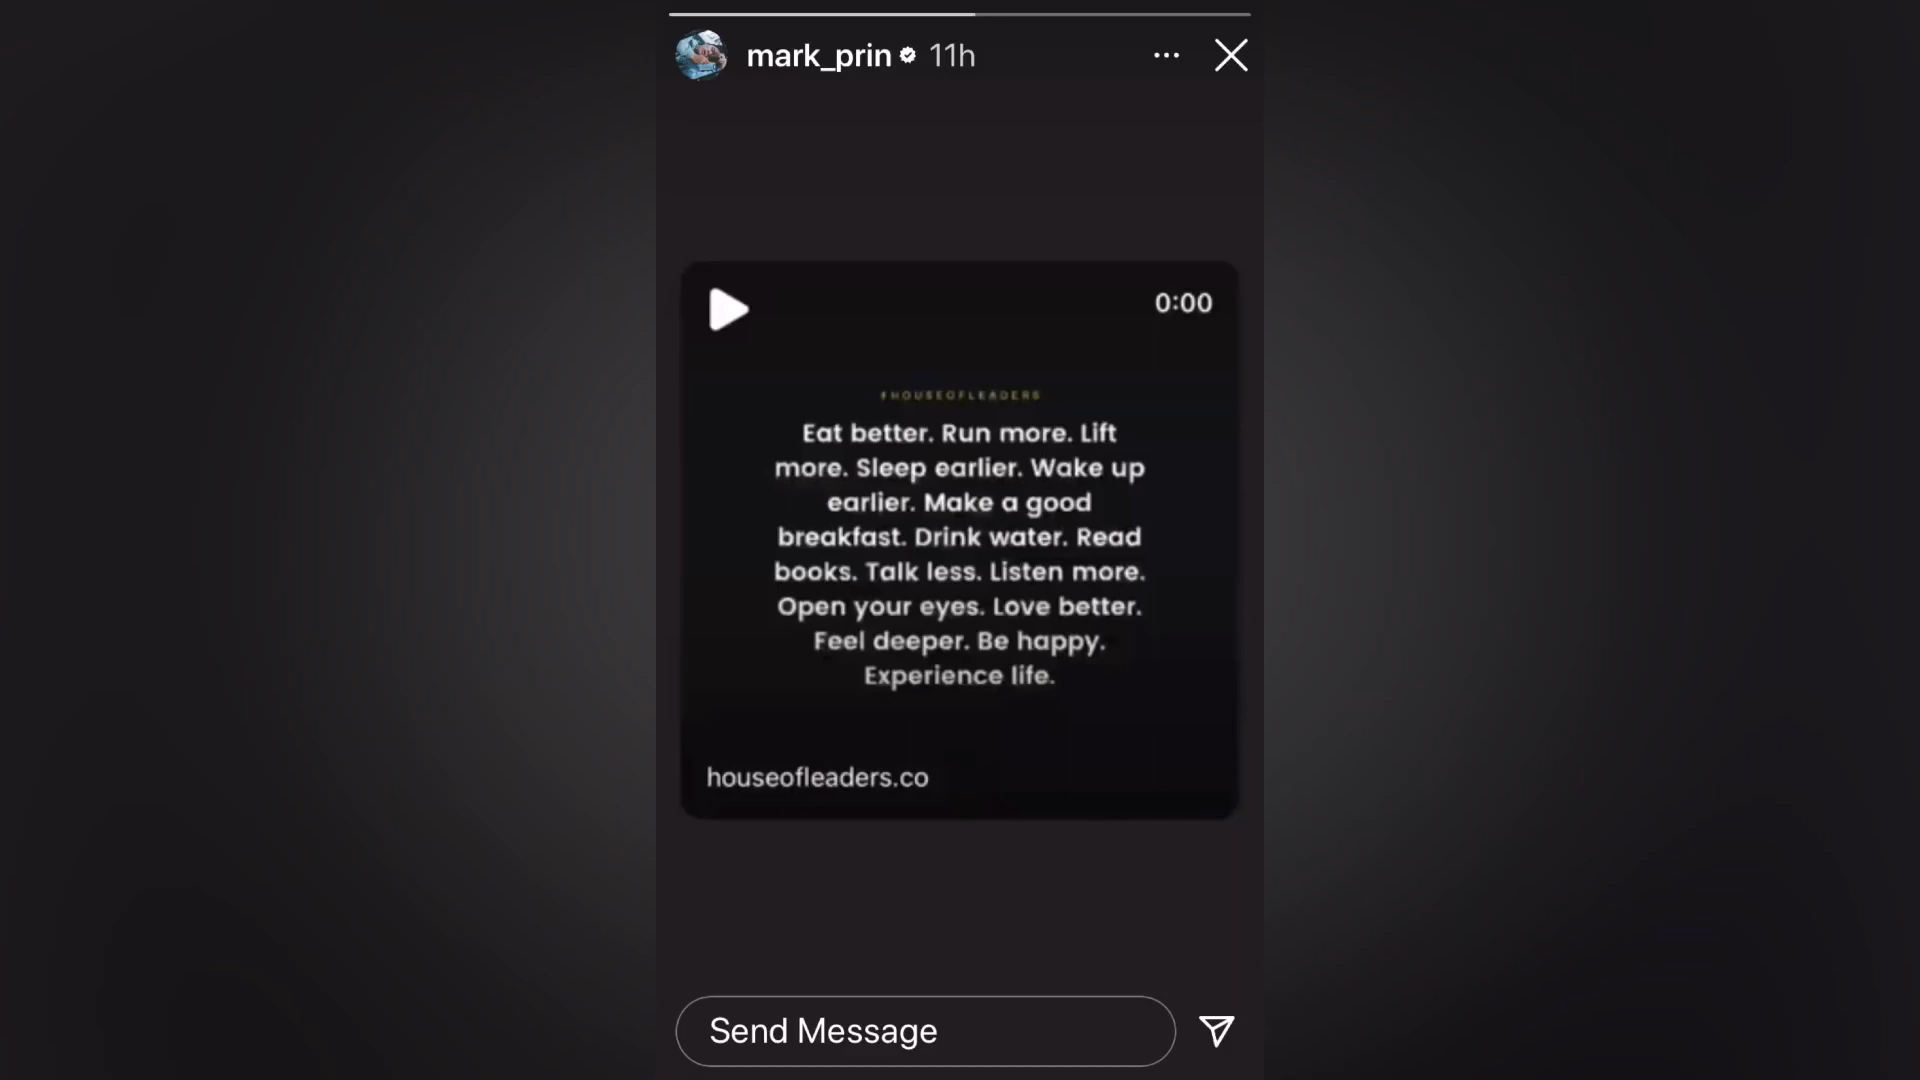 mark_prin 11h
0:00
#HOUSEOFLEADERS
Eat better. Run more. Lift
more. Sleep earlier. Wake up
earlier. Make a good
breakfast. Drink water. Read
books. Talk less. Listen more.
Open your eyes. Love better.
Feel deeper. Be happy.
Experience life.
houseofleaders.co
Send Message